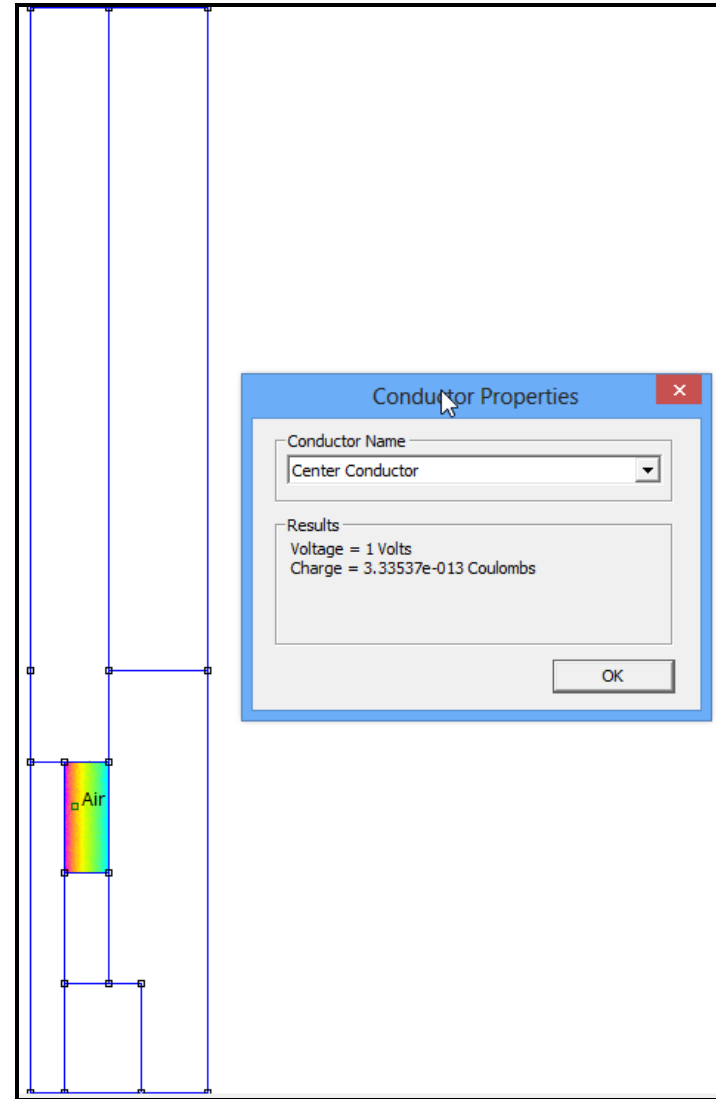 Conductor Properties
Conductor Name
Center Conductor
Results
Voltage = 1 Volts
Charge = 3.33537e-013 Coulombs
OK
Air